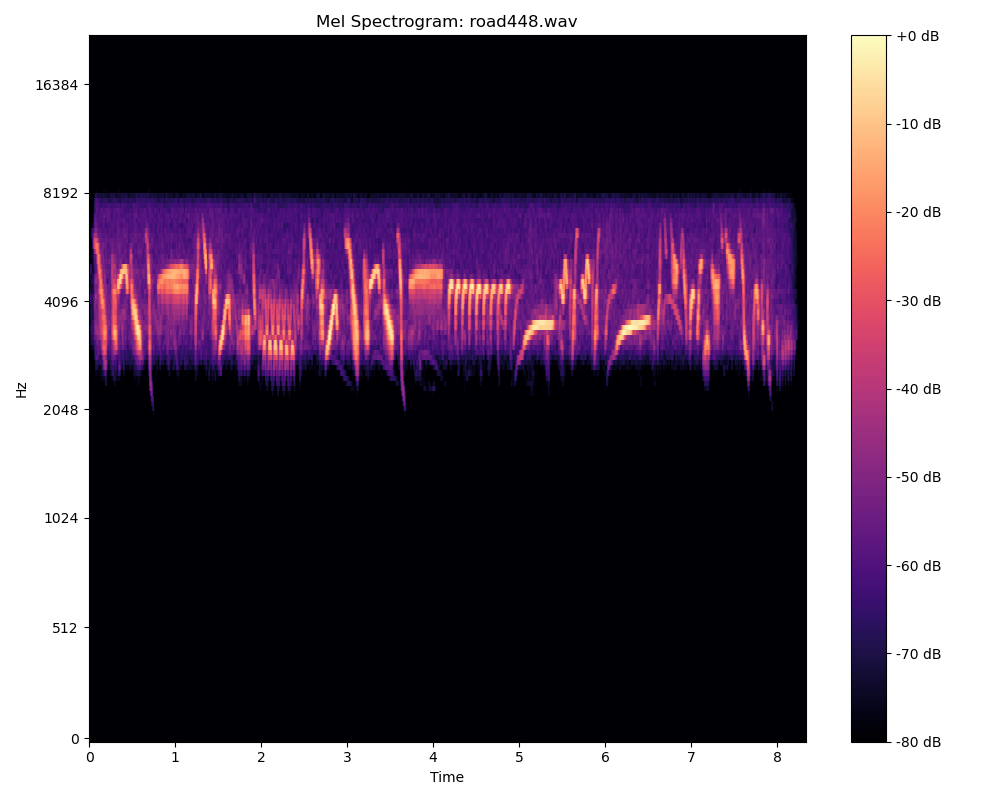 Mel Spectrogram: road448.wav
+0 dB
16384
-10 dB
8192
-20 dB
4096
-30 dB
-40 dB
Hz
2048
-50 dB
1024
-60 dB
512
-70 dB
0
-80 dB
0 1 2 3 4 5 6 7 8
Time